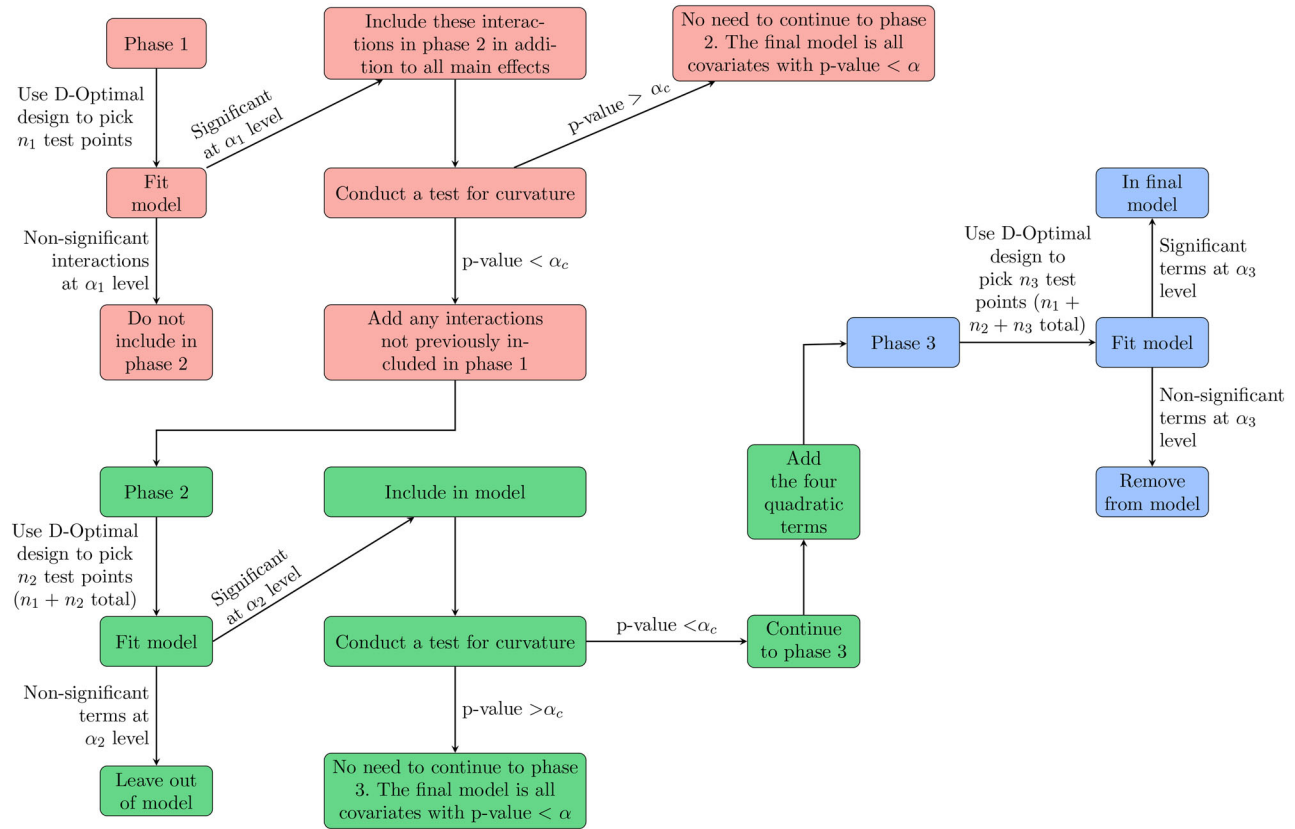 Phase 1
Use D-Optimal
design to pick
n₁ test points
Significant
at α₁ level
Include these interac-
tions in phase 2 in addi-
tion to all main effects
p-value > α_c
No need to continue to phase
2. The final model is all
covariates with p-value < α
Fit
model
Non-significant
interactions
at α₁ level
Do not
include in
phase 2
Conduct a test for curvature
p-value < α_c
Add any interactions
not previously in-
cluded in phase 1
Phase 2
Use D-Optimal
design to pick
n₂ test points
(n₁ + n₂ total)
Fit model
Significant
at α₂ level
Non-significant
terms at
α₂ level
Leave out
of model
Include in model
Conduct a test for curvature
p-value <α_c
p-value >α_c
No need to continue to phase
3. The final model is all
covariates with p-value < α
Continue
to phase 3
Add
the four
quadratic
terms
Phase 3
Use D-Optimal
design to
pick n₃ test
points (n₁ +
n₂ + n₃ total)
Fit model
Significant
terms at α₃
level
In final
model
Non-significant
terms at α₃
level
Remove
from model